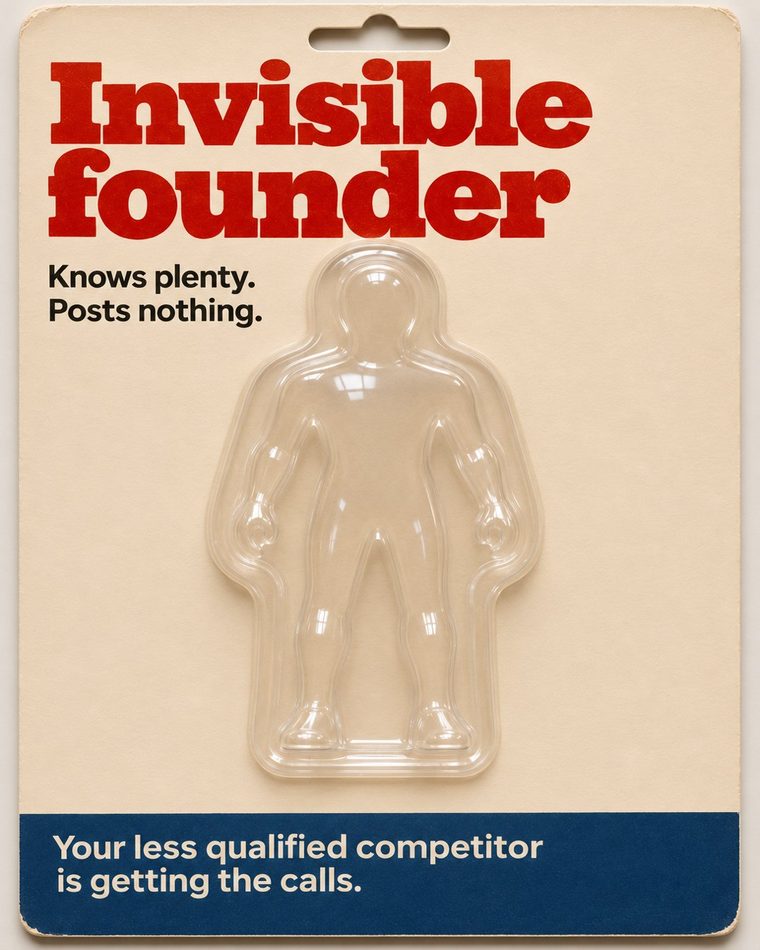 Invisible
founder
Knows plenty.
Posts nothing.
Your less qualified competitor
is getting the calls.